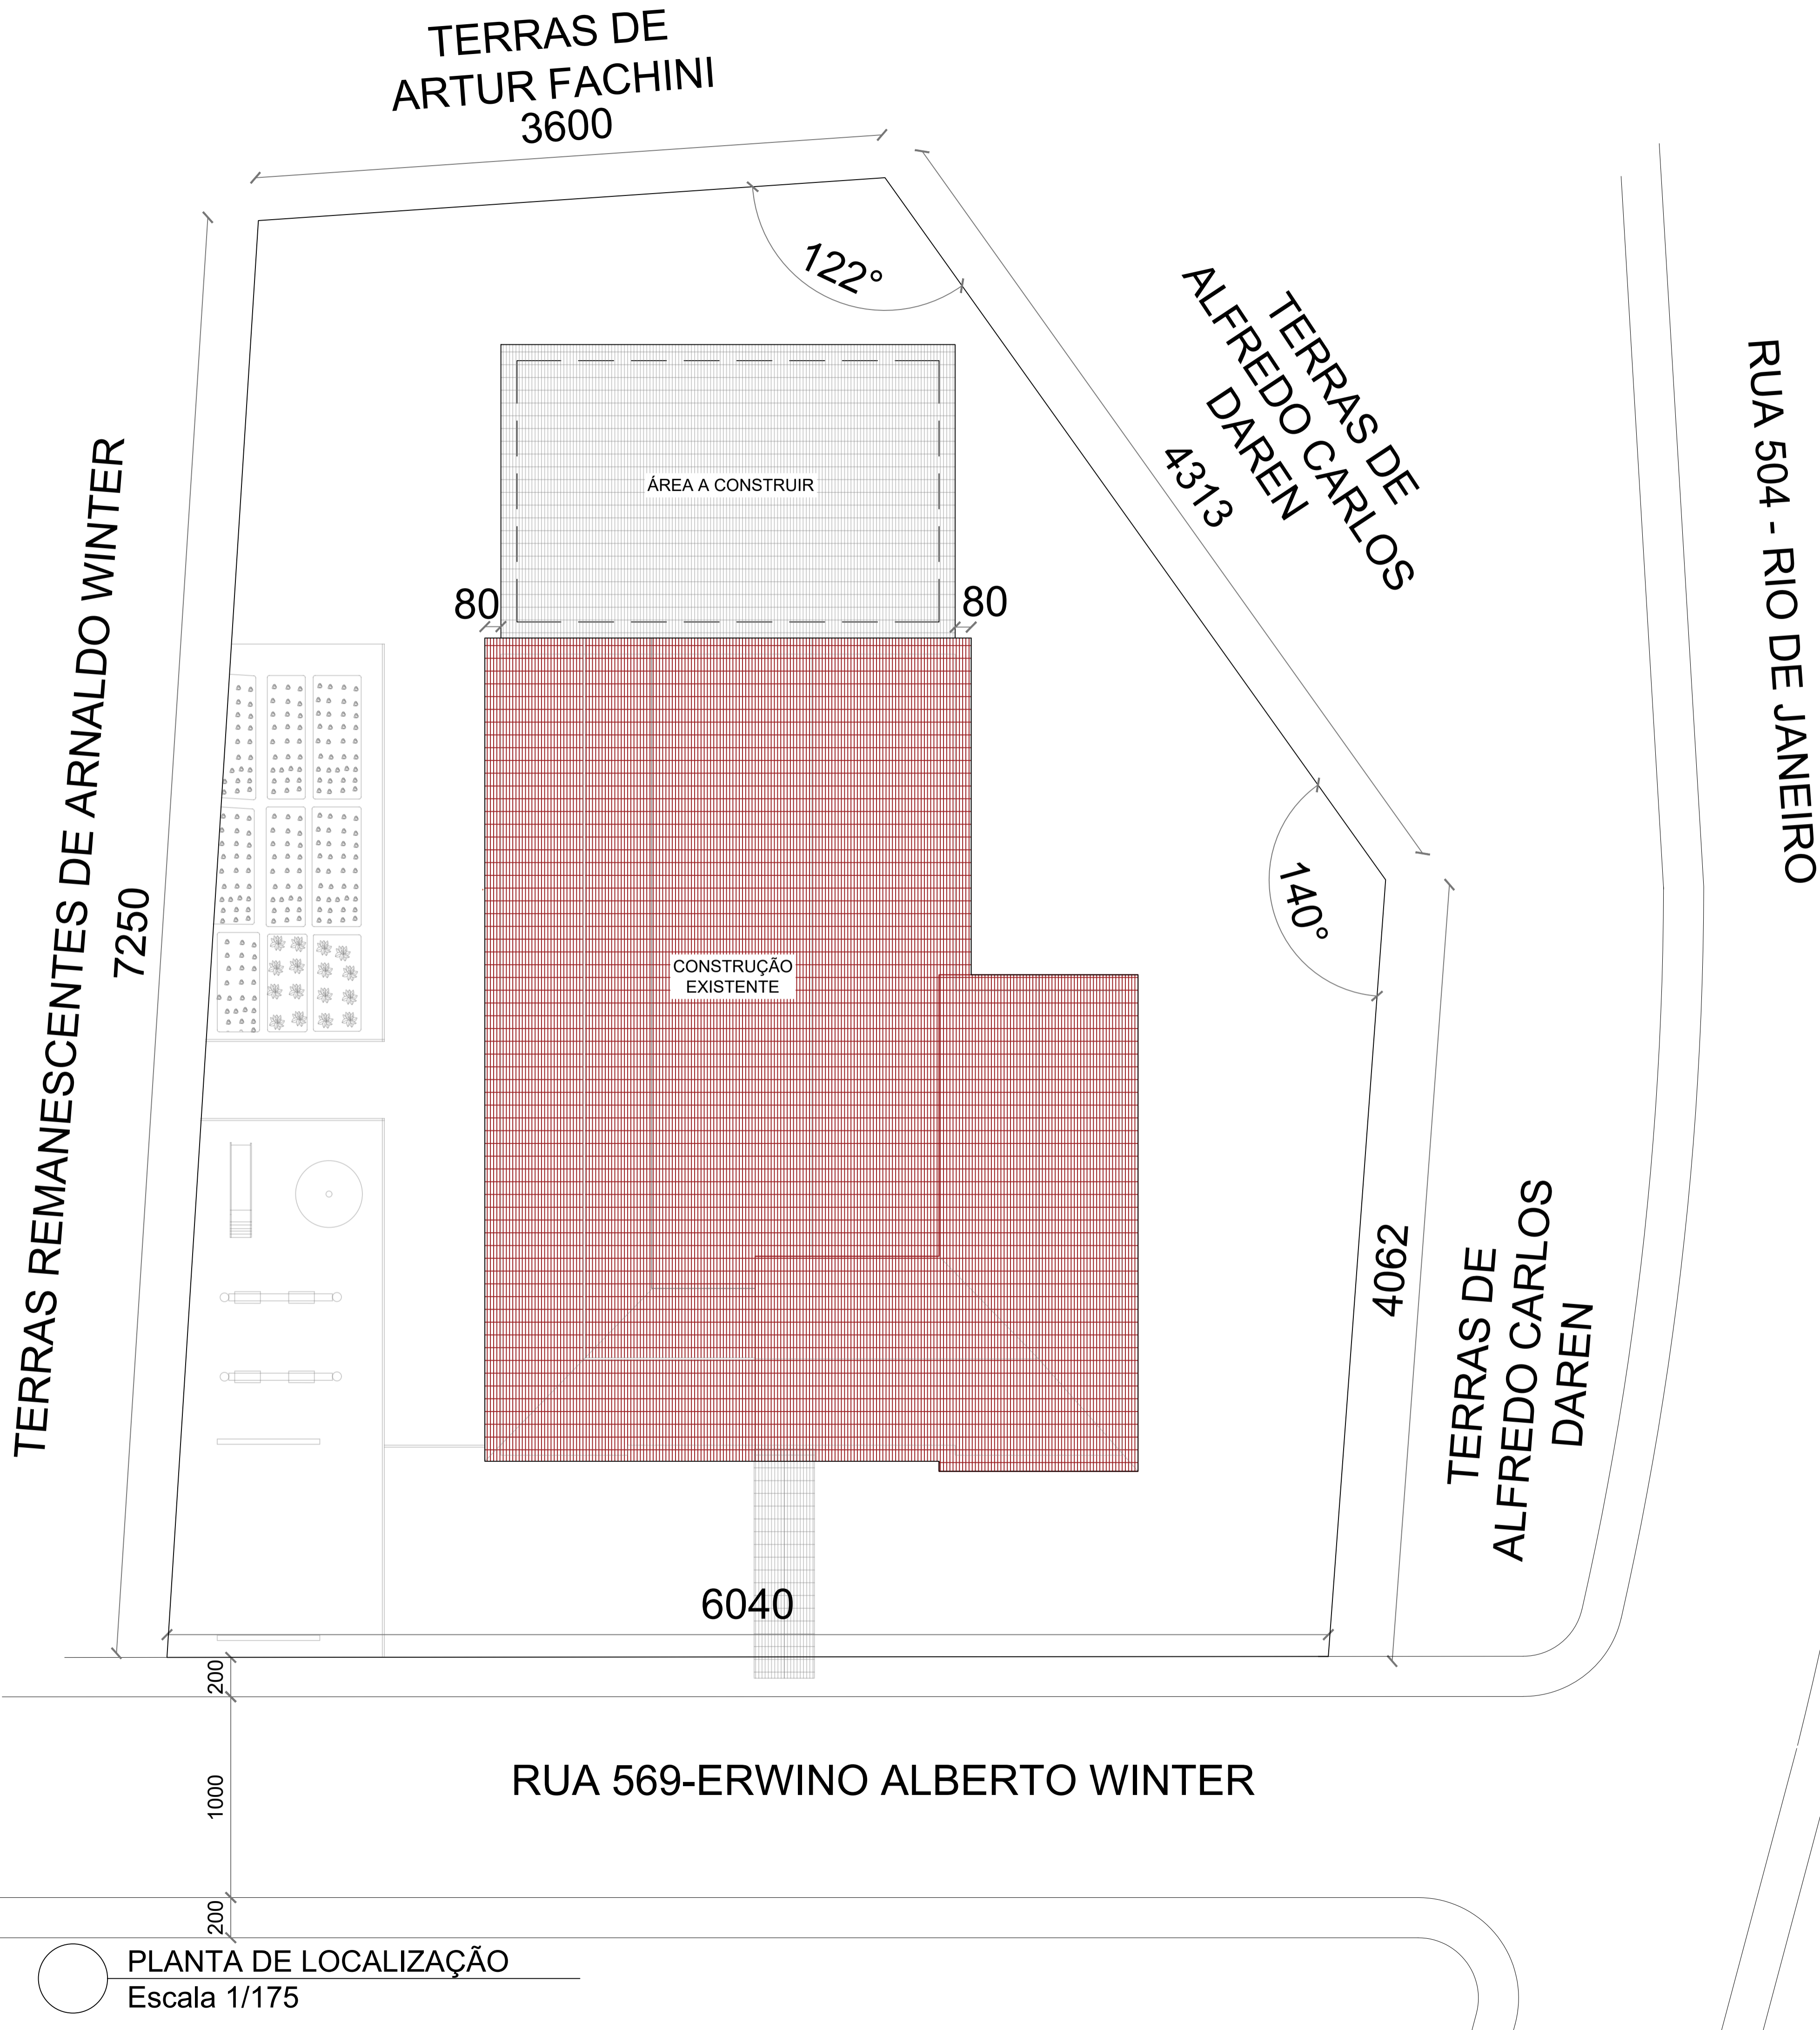 TERRAS DE
ARTUR FACHINI
3600
122°
TERRAS DE
ALFREDO CARLOS
DAREN
4313
RUA 504 - RIO DE JANEIRO
ÁREA A CONSTRUIR
80
80
TERRAS REMANESCENTES DE ARNALDO WINTER
7250
140°
CONSTRUÇÃO
EXISTENTE
4062
TERRAS DE
ALFREDO CARLOS
DAREN
6040
200
1000
200
RUA 569-ERWINO ALBERTO WINTER
PLANTA DE LOCALIZAÇÃO
Escala 1/175